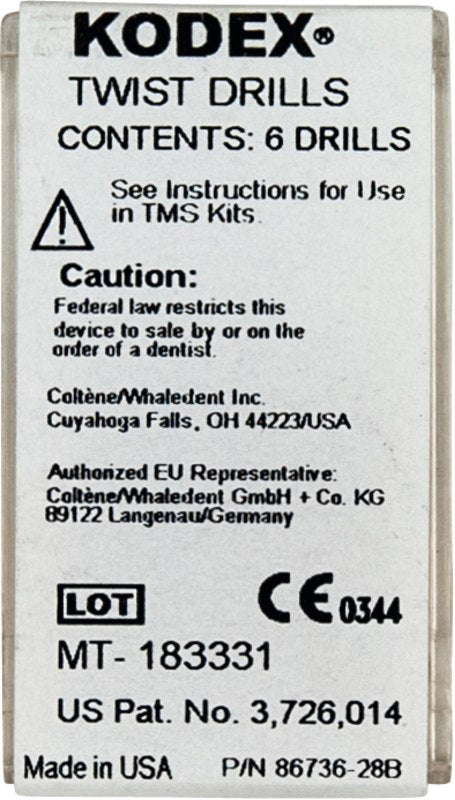 KODEX®
TWIST DRILLS
CONTENTS: 6 DRILLS
See Instructions for Use
in TMS Kits.
Caution:
Federal law restricts this
device to sale by or on the
order of a dentist.
Coltène/Whaledent Inc.
Cuyahoga Falls, OH 44223/USA
Authorized EU Representative:
Coltène/Whaledent GmbH + Co. KG
89122 Langenau/Germany
LOT
CE 0344
MT- 183331
US Pat. No. 3,726,014
Made in USA P/N 86736-28B